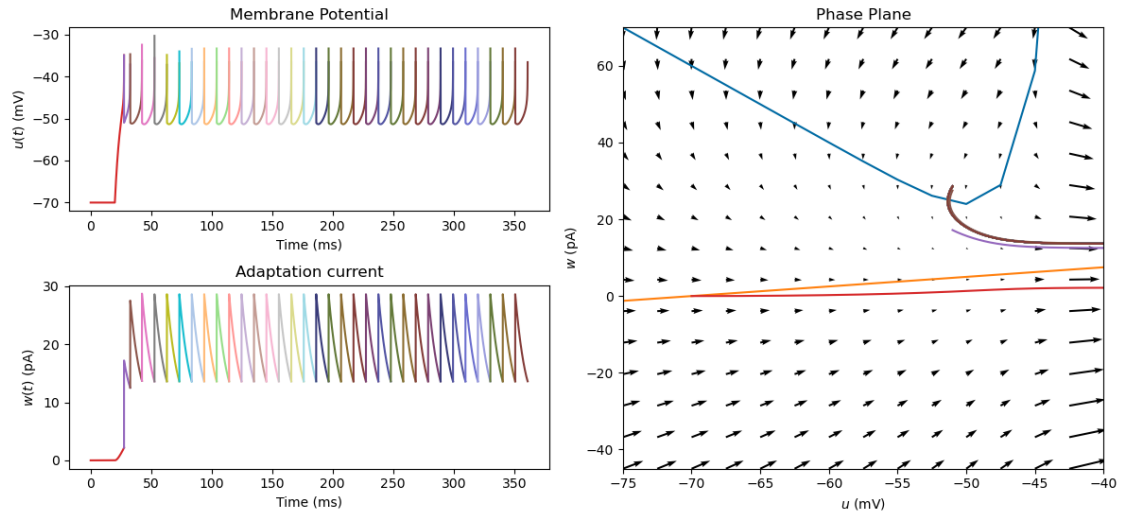 Membrane Potential
−30
−40
−50
−60
−70
u(t) (mV)
0 50 100 150 200 250 300 350
Time (ms)
Adaptation current
30
20
10
0
w(t) (pA)
0 50 100 150 200 250 300 350
Time (ms)
Phase Plane
60
40
20
0
−20
−40
w (pA)
−75 −70 −65 −60 −55 −50 −45 −40
u (mV)